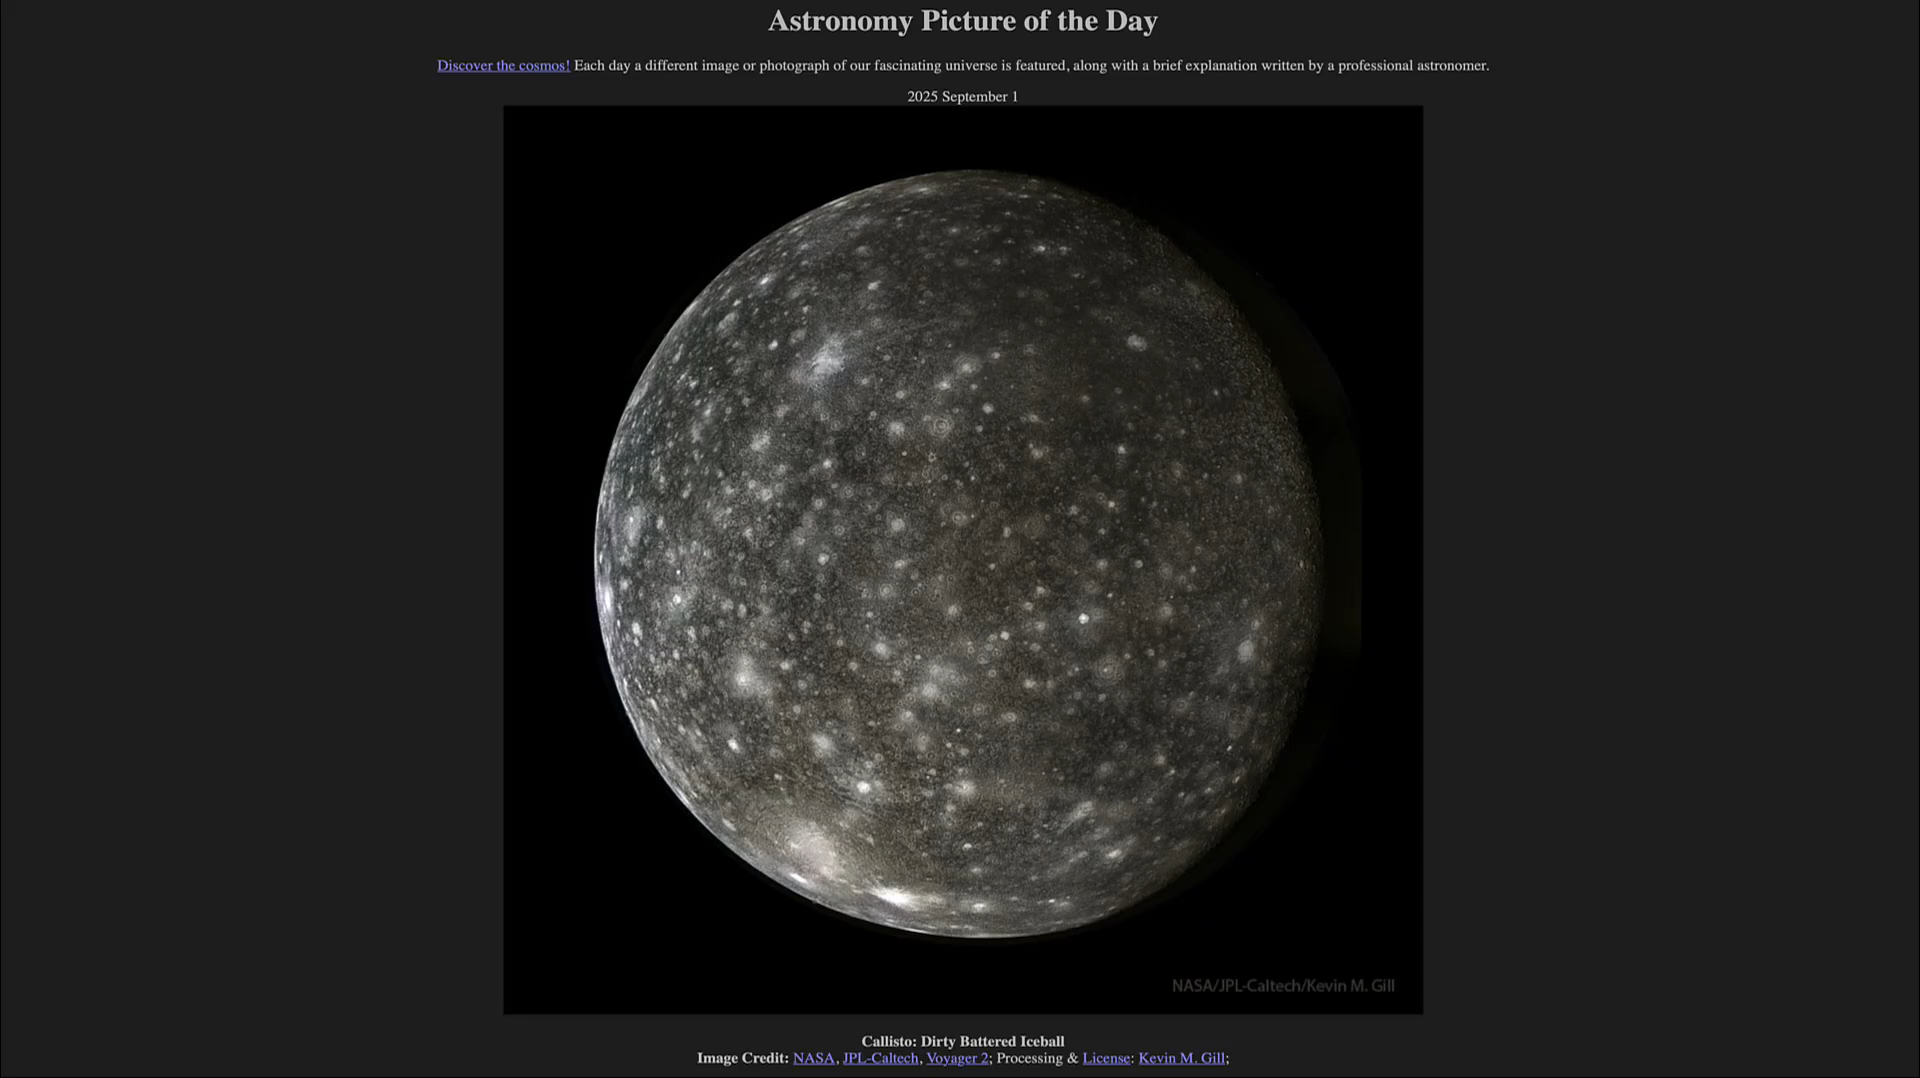 Astronomy Picture of the Day
Discover the cosmos! Each day a different image or photograph of our fascinating universe is featured, along with a brief explanation written by a professional astronomer.
2025 September 1
NASA/JPL-Caltech/Kevin M. Gill
Callisto: Dirty Battered Iceball
Image Credit: NASA, JPL-Caltech, Voyager 2; Processing & License: Kevin M. Gill;